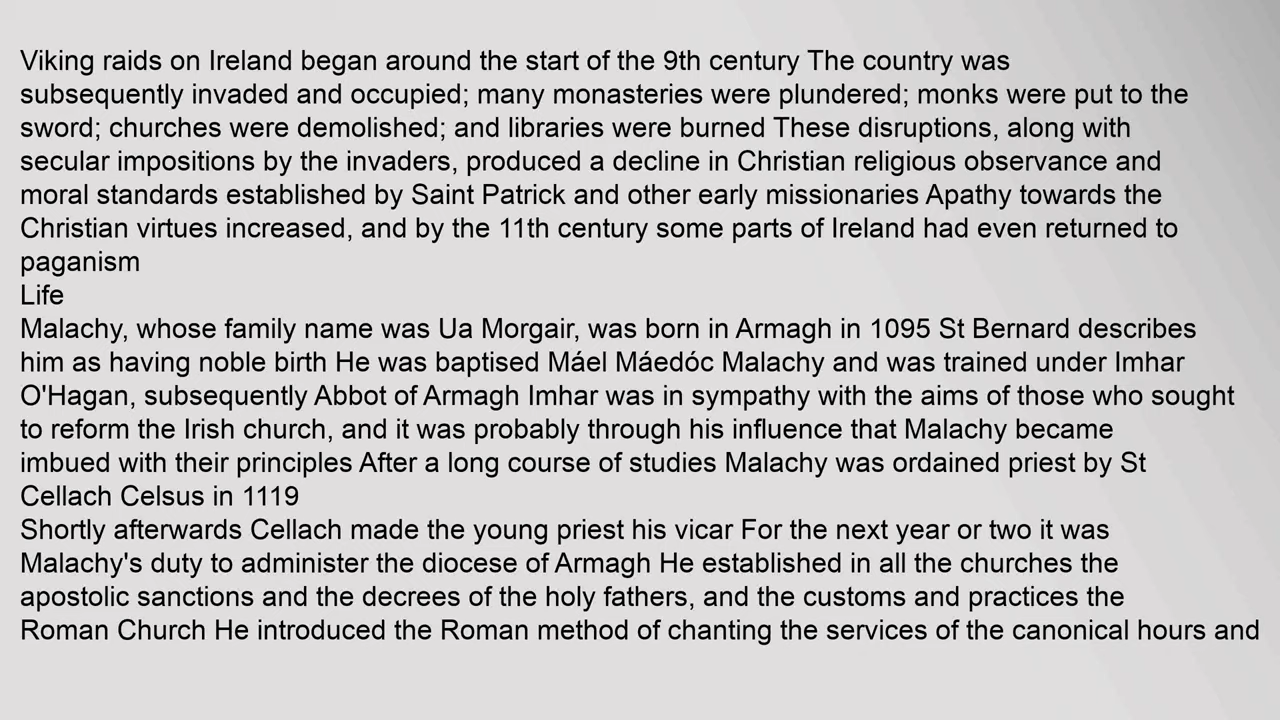 Viking raids on Ireland began around the start of the 9th century The country was
subsequently invaded and occupied; many monasteries were plundered; monks were put to the
sword; churches were demolished; and libraries were burned These disruptions, along with
secular impositions by the invaders, produced a decline in Christian religious observance and
moral standards established by Saint Patrick and other early missionaries Apathy towards the
Christian virtues increased, and by the 11th century some parts of Ireland had even returned to
paganism
Life
Malachy, whose family name was Ua Morgair, was born in Armagh in 1095 St Bernard describes
him as having noble birth He was baptised Máel Máedóc Malachy and was trained under Imhar
O'Hagan, subsequently Abbot of Armagh Imhar was in sympathy with the aims of those who sought
to reform the Irish church, and it was probably through his influence that Malachy became
imbued with their principles After a long course of studies Malachy was ordained priest by St
Cellach Celsus in 1119
Shortly afterwards Cellach made the young priest his vicar For the next year or two it was
Malachy's duty to administer the diocese of Armagh He established in all the churches the
apostolic sanctions and the decrees of the holy fathers, and the customs and practices the
Roman Church He introduced the Roman method of chanting the services of the canonical hours and